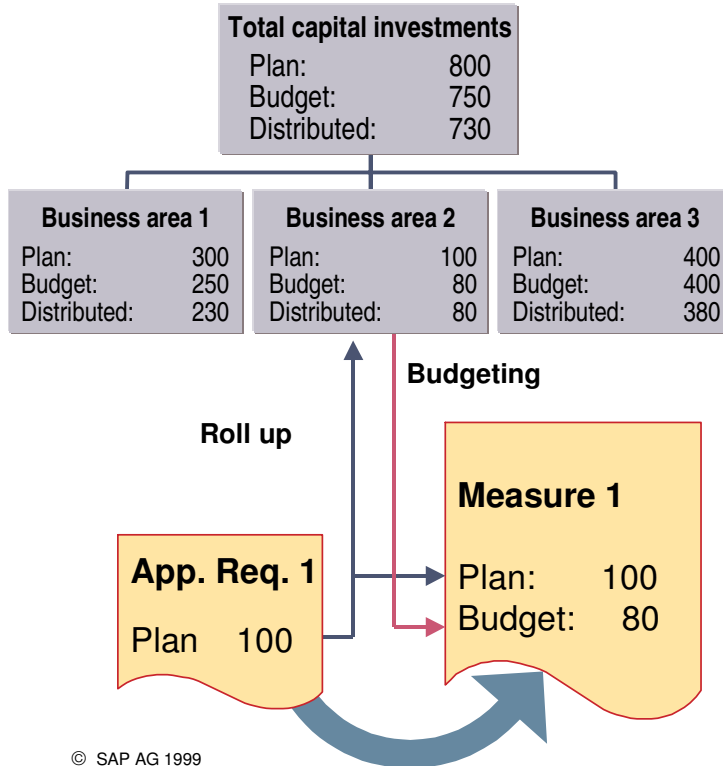 Total capital investments
Plan: 800
Budget: 750
Distributed: 730
Business area 1
Plan: 300
Budget: 250
Distributed: 230
Business area 2
Plan: 100
Budget: 80
Distributed: 80
Business area 3
Plan: 400
Budget: 400
Distributed: 380
Budgeting
Roll up
Measure 1
Plan: 100
Budget: 80
App. Req. 1
Plan 100
© SAP AG 1999